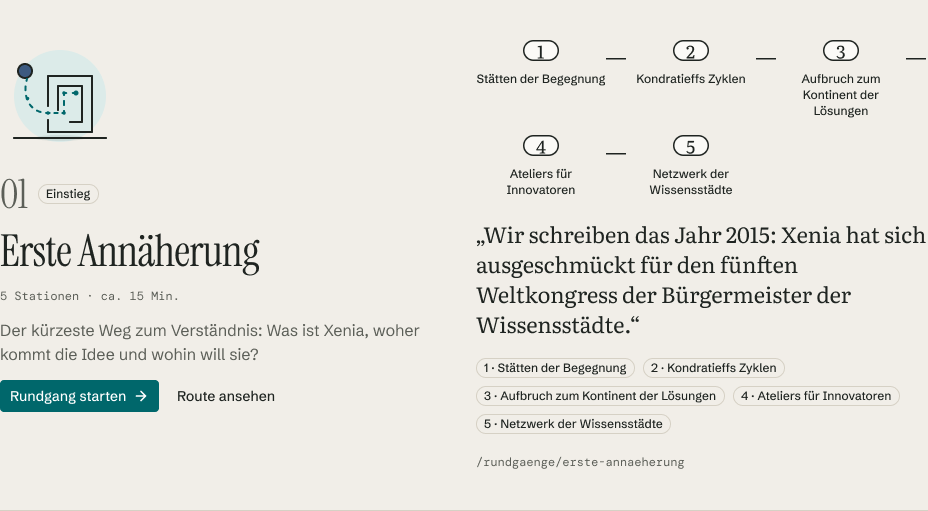 01 Einstieg
Erste Annäherung
5 Stationen · ca. 15 Min.
Der kürzeste Weg zum Verständnis: Was ist Xenia, woher
kommt die Idee und wohin will sie?
Rundgang starten → Route ansehen
1
Stätten der Begegnung
2
Kondratieffs Zyklen
3
Aufbruch zum
Kontinent der
Lösungen
4
Ateliers für
Innovatoren
5
Netzwerk der
Wissensstädte
„Wir schreiben das Jahr 2015: Xenia hat sich
ausgeschmückt für den fünften
Weltkongress der Bürgermeister der
Wissensstädte.“
1 · Stätten der Begegnung 2 · Kondratieffs Zyklen
3 · Aufbruch zum Kontinent der Lösungen 4 · Ateliers für Innovatoren
5 · Netzwerk der Wissensstädte
/rundgaenge/erste-annaeherung